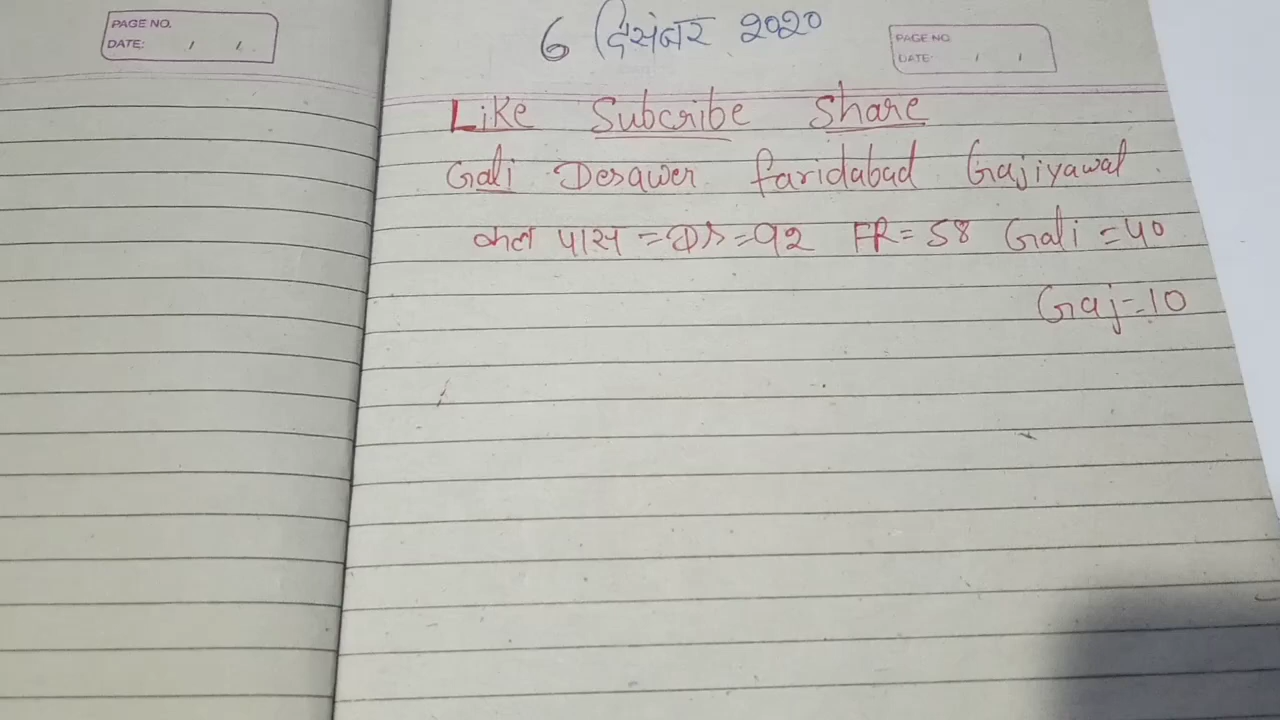 PAGE NO.
DATE: / /
6 दिसंबर 2020
PAGE NO.
DATE: / /
Like Subcribe Share
Gali Desawer faridabad Gajiyawal
कल पास = = 92 FR = 58 Gali = 40
Gaj = 10